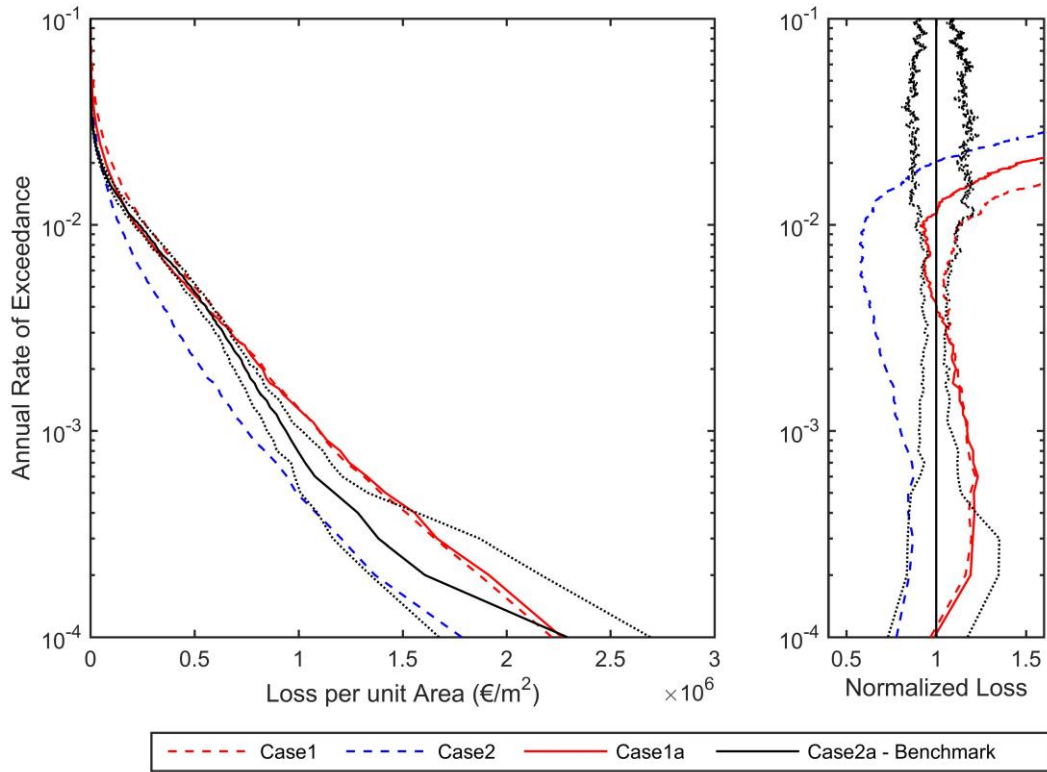 10⁻¹
10⁻²
10⁻³
10⁻⁴
Annual Rate of Exceedance
0 0.5 1 1.5 2 2.5 3
Loss per unit Area (€/m²)
×10⁶
10⁻¹
10⁻²
10⁻³
10⁻⁴
0.5 1 1.5
Normalized Loss
Case1 Case2 Case1a Case2a - Benchmark